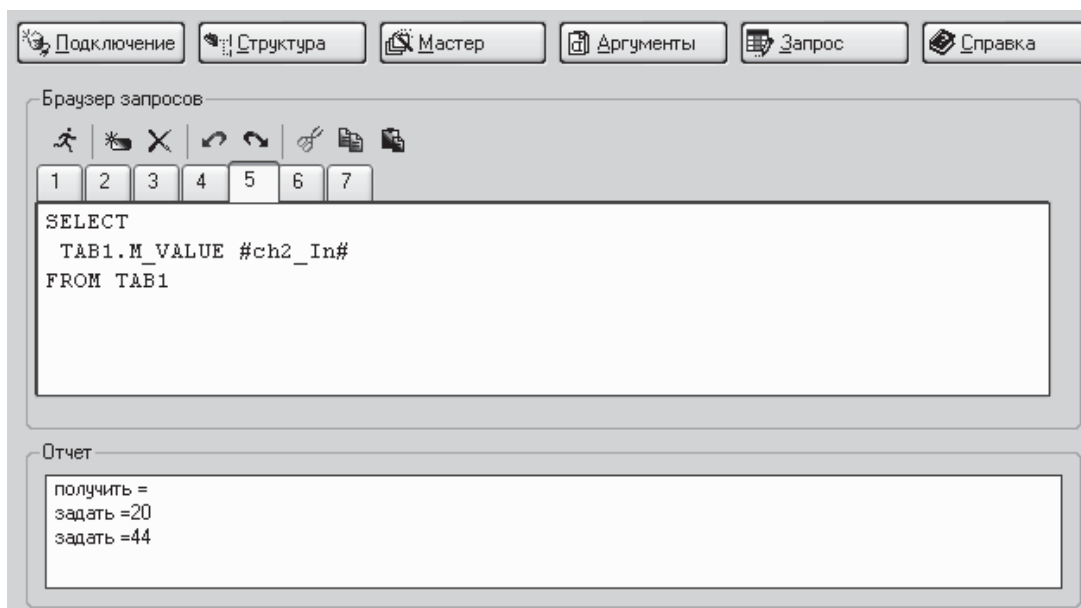 Подключение Структура Мастер Аргументы Запрос Справка
Браузер запросов
1 2 3 4 5 6 7
SELECT
TAB1.M_VALUE #ch2_In#
FROM TAB1
Отчет
получить =
задать =20
задать =44